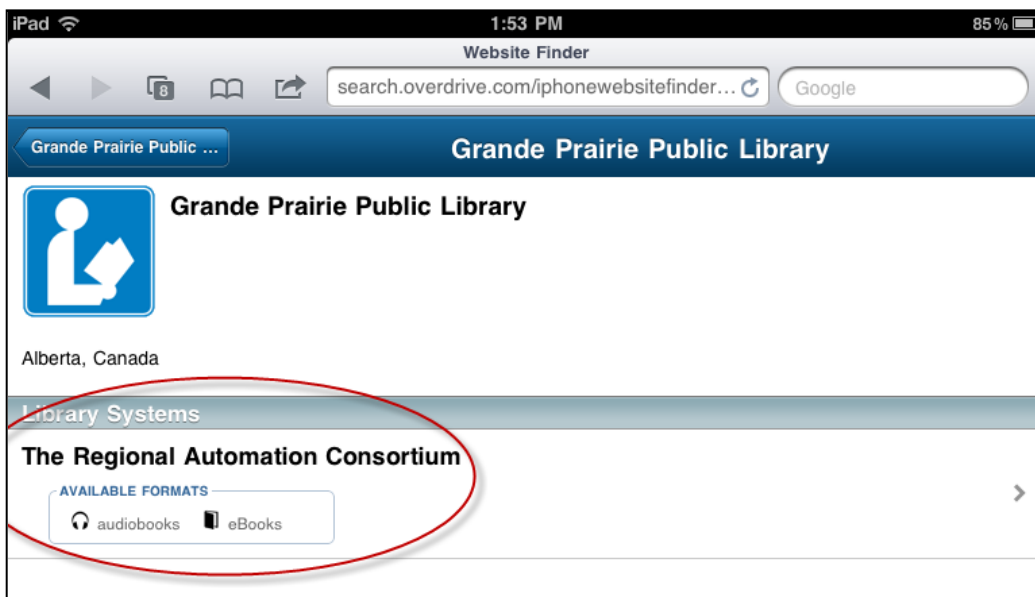 iPad 1:53 PM 85%
Website Finder
8 search.overdrive.com/iphonewebsitefinder... Google
Grande Prairie Public ... Grande Prairie Public Library
Grande Prairie Public Library
Alberta, Canada
Library Systems
The Regional Automation Consortium
AVAILABLE FORMATS
audiobooks eBooks